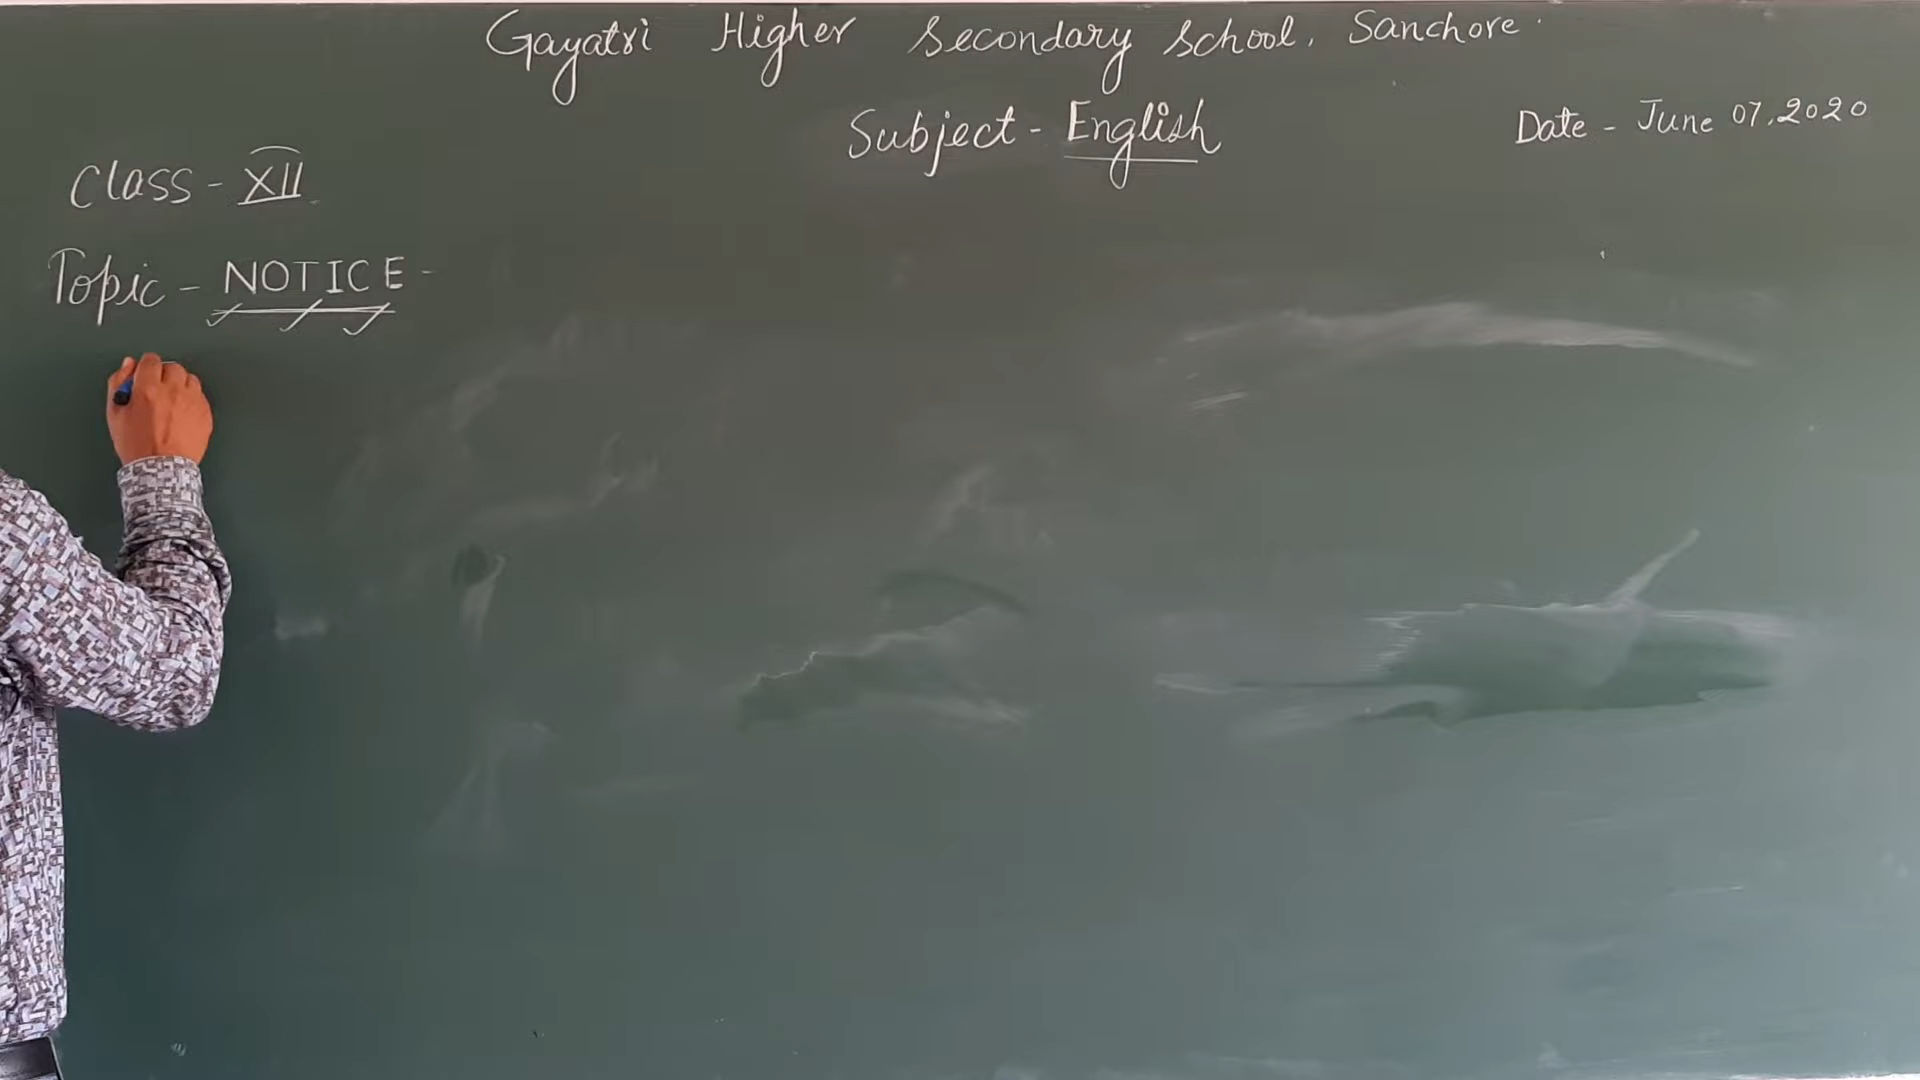 Gayatri Higher Secondary School, Sanchore.
Subject - English
Date - June 07, 2020
Class - XII
Topic - NOTICE -